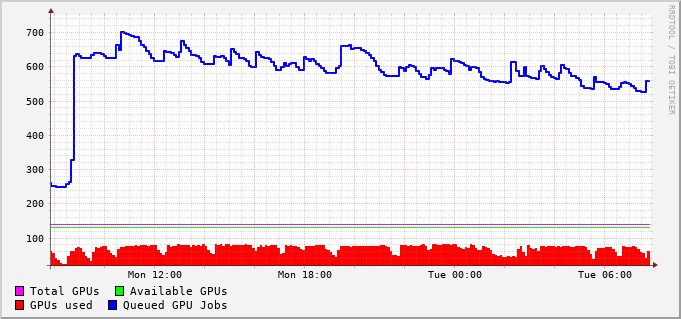 700
600
500
400
300
200
100
Mon 12:00 Mon 18:00 Tue 00:00 Tue 06:00
Total GPUs Available GPUs
GPUs used Queued GPU Jobs
RRDTOOL / TOBI OETIKER